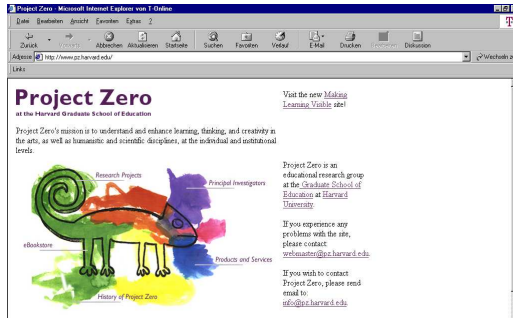 Project Zero - Microsoft Internet Explorer von T-Online
Datei Bearbeiten Ansicht Favoriten Extras ?
Zurück Vorwärts Abbrechen Aktualisieren Startseite Suchen Favoriten Verlauf E-Mail Drucken Bearbeiten Diskussion
Adresse http://www.pz.harvard.edu/ Wechseln z
Links
Project Zero
at the Harvard Graduate School of Education
Project Zero's mission is to understand and enhance learning, thinking, and creativity in
the arts, as well as humanistic and scientific disciplines, at the individual and institutional
levels.
Research Projects
Principal Investigators
eBookstore
Products and Services
History of Project Zero
Visit the new Making
Learning Visible site!
Project Zero is an
educational research group
at the Graduate School of
Education at Harvard
University.
If you experience any
problems with the site,
please contact:
webmaster@pz.harvard.edu.
If you wish to contact
Project Zero, please send
email to:
info@pz.harvard.edu.